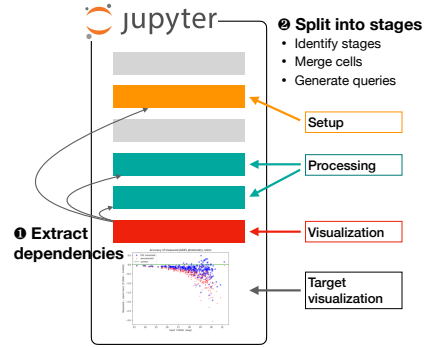 jupyter
❷ Split into stages
• Identify stages
• Merge cells
• Generate queries
Setup
Processing
Visualization
❶ Extract
dependencies
Target
visualization